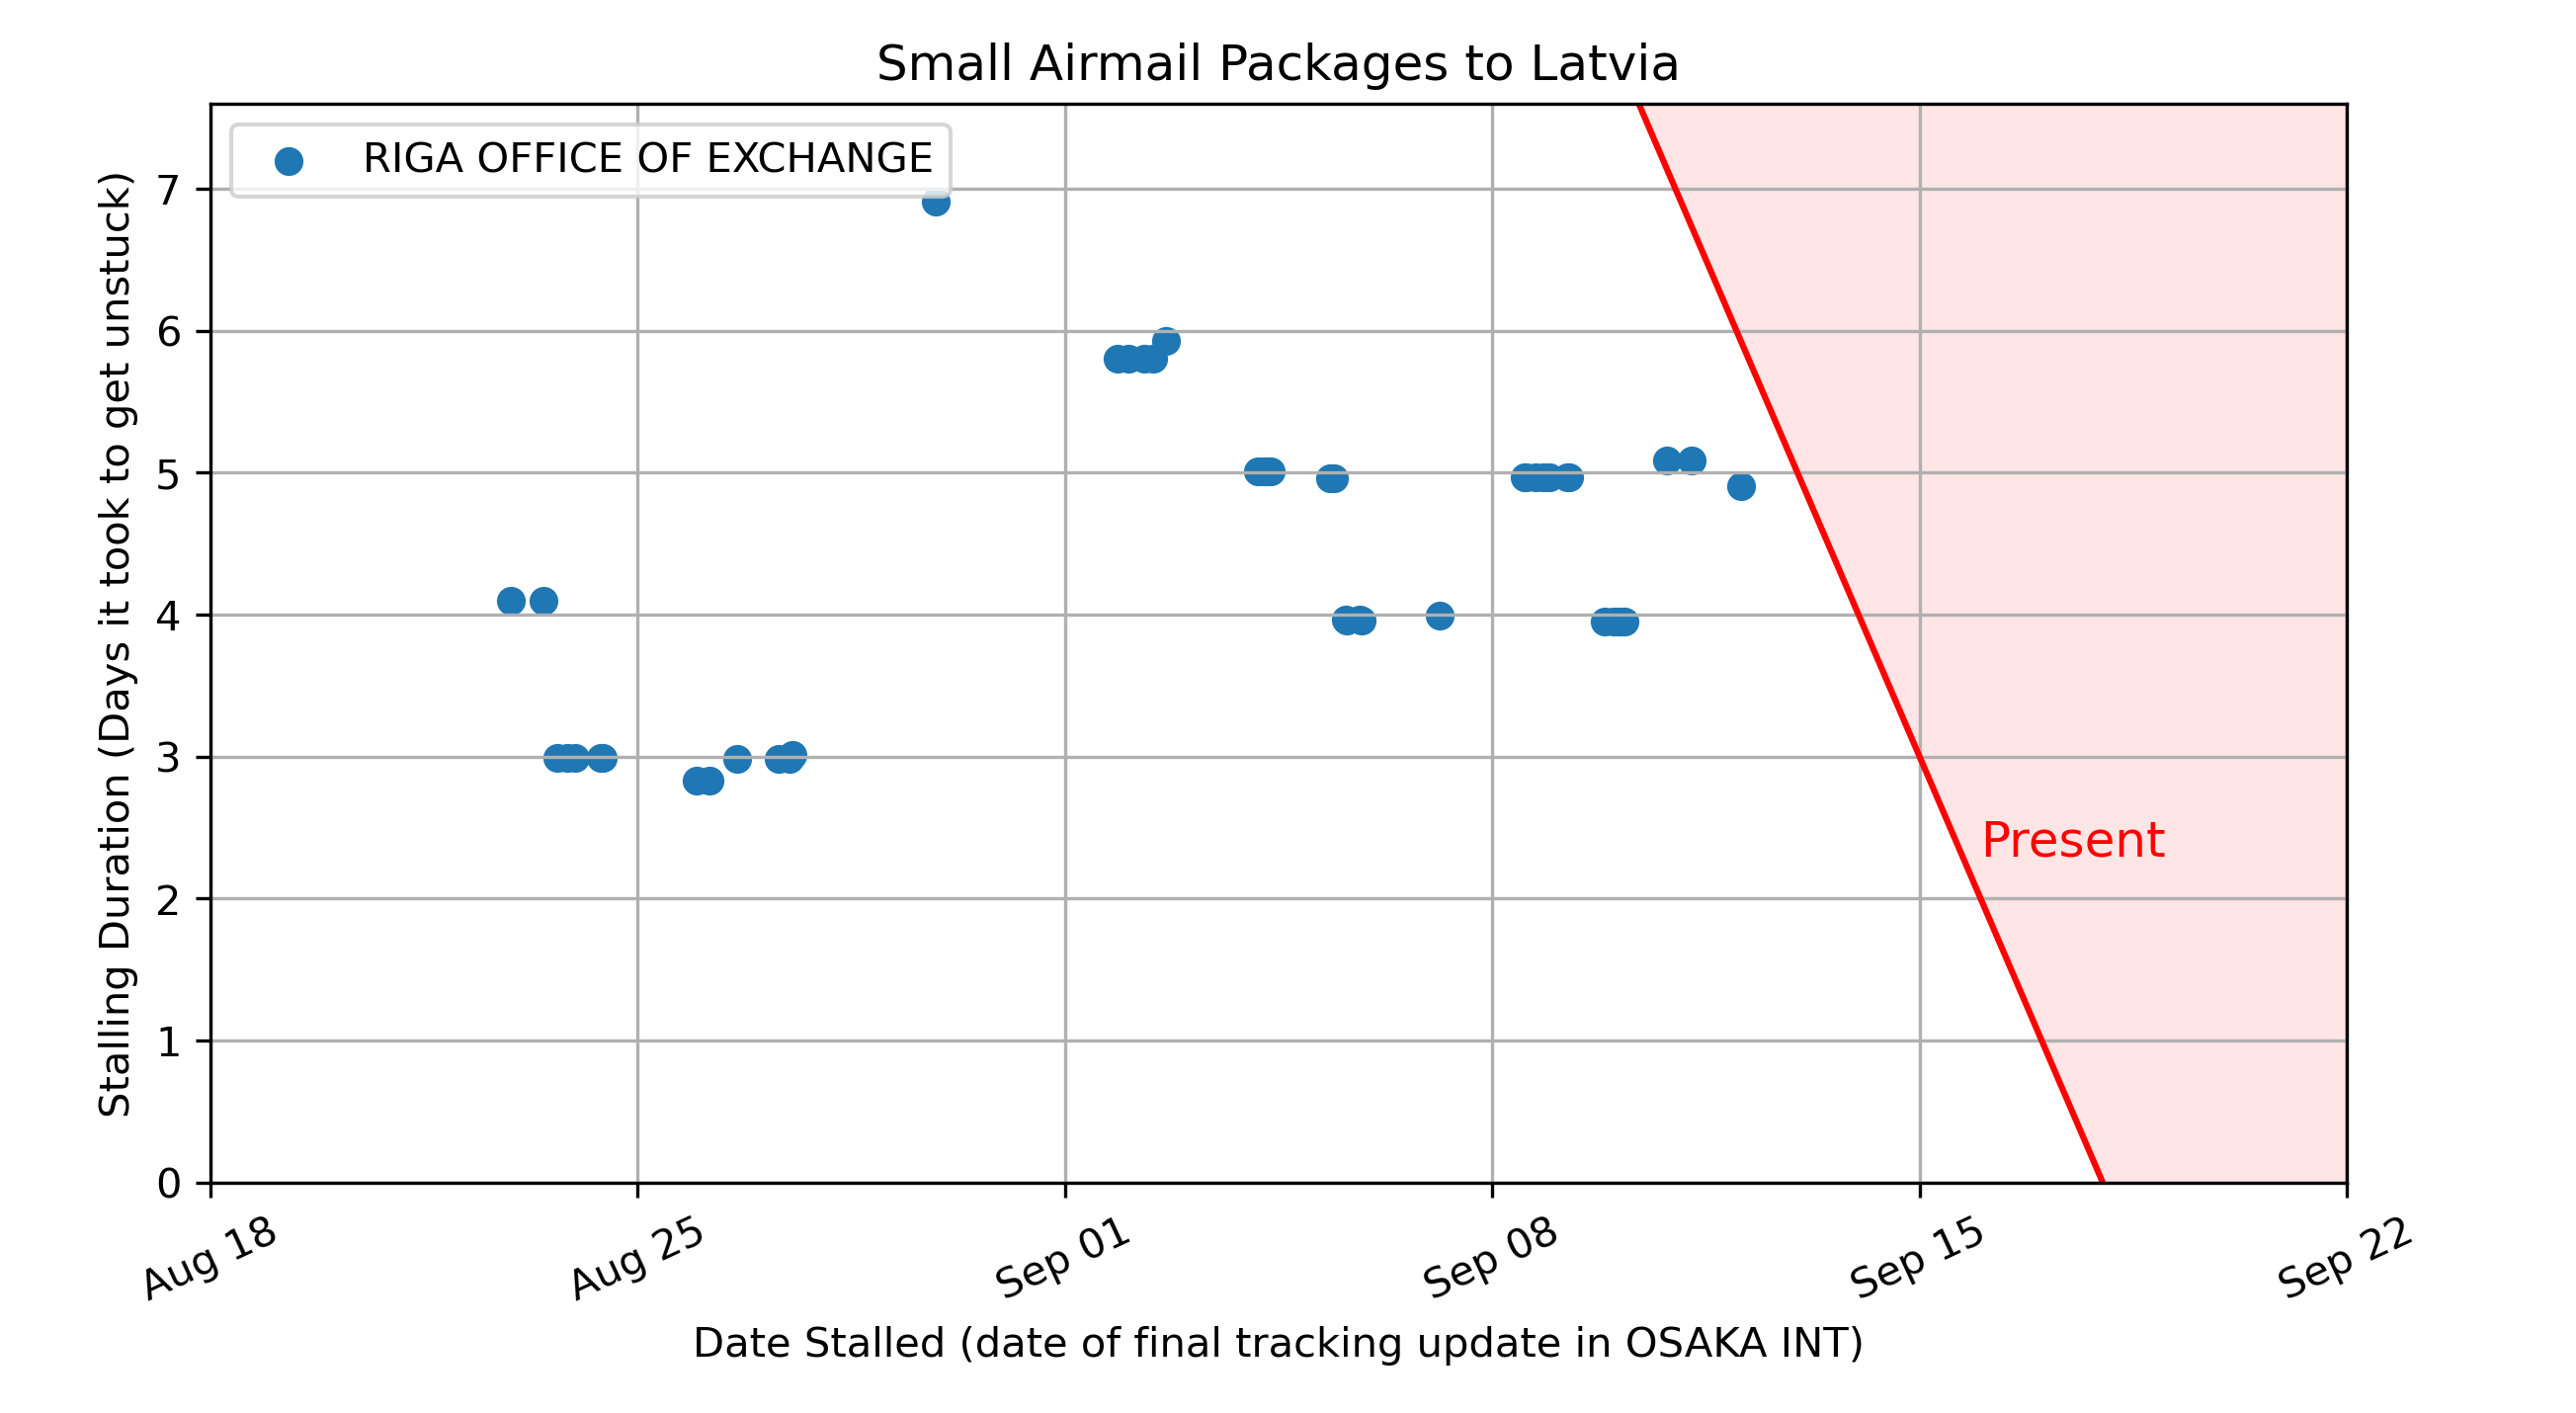 Small Airmail Packages to Latvia
RIGA OFFICE OF EXCHANGE
Stalling Duration (Days it took to get unstuck)
7
6
5
4
3
2
1
0
Present
Aug 18
Aug 25
Sep 01
Sep 08
Sep 15
Sep 22
Date Stalled (date of final tracking update in OSAKA INT)